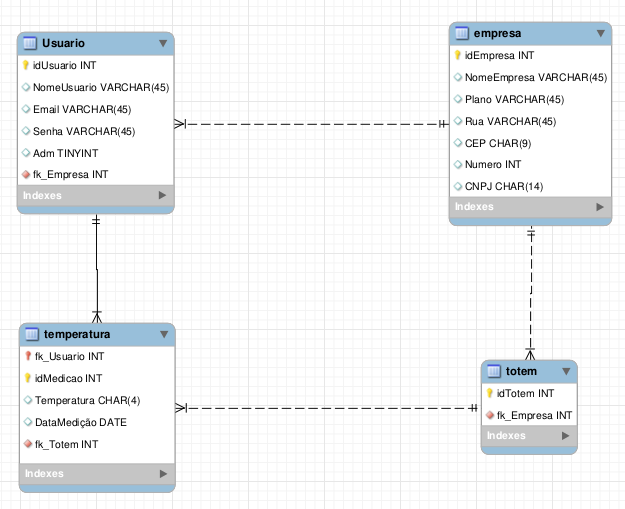 Usuario
idUsuario INT
NomeUsuario VARCHAR(45)
Email VARCHAR(45)
Senha VARCHAR(45)
Adm TINYINT
fk_Empresa INT
Indexes
empresa
idEmpresa INT
NomeEmpresa VARCHAR(45)
Plano VARCHAR(45)
Rua VARCHAR(45)
CEP CHAR(9)
Numero INT
CNPJ CHAR(14)
Indexes
temperatura
fk_Usuario INT
idMedicao INT
Temperatura CHAR(4)
DataMedição DATE
fk_Totem INT
Indexes
totem
idTotem INT
fk_Empresa INT
Indexes